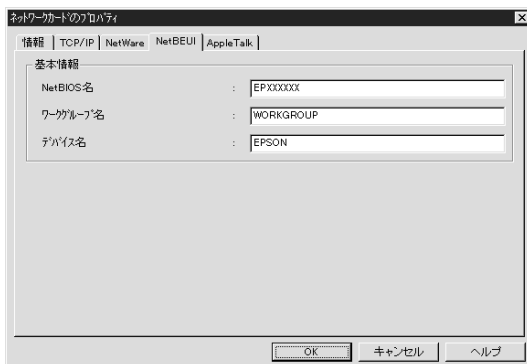 ネットワークカードのプロパティ
情報 TCP/IP NetWare NetBEUI AppleTalk
基本情報
NetBIOS名 : EPXXXXXX
ワークグループ名 : WORKGROUP
デバイス名 : EPSON
OK キャンセル ヘルプ